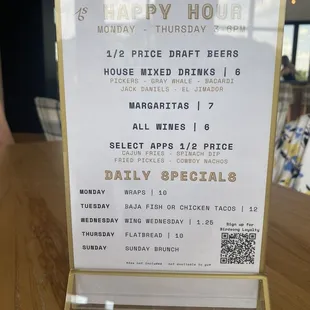 HAPPY HOUR
MONDAY - THURSDAY 3-6PM
1/2 PRICE DRAFT BEERS
HOUSE MIXED DRINKS | 6
PICKERS - GRAY WHALE - BACARDI
JACK DANIELS - EL JIMADOR
MARGARITAS | 7
ALL WINES | 6
SELECT APPS 1/2 PRICE
CAJUN FRIES - SPINACH DIP
FRIED PICKLES - COWBOY NACHOS
DAILY SPECIALS
MONDAY WRAPS | 10
TUESDAY BAJA FISH OR CHICKEN TACOS | 12
WEDNESDAY WING WEDNESDAY | 1.25
THURSDAY FLATBREAD | 10
SUNDAY SUNDAY BRUNCH
Sign up for
Birdsong Loyalty